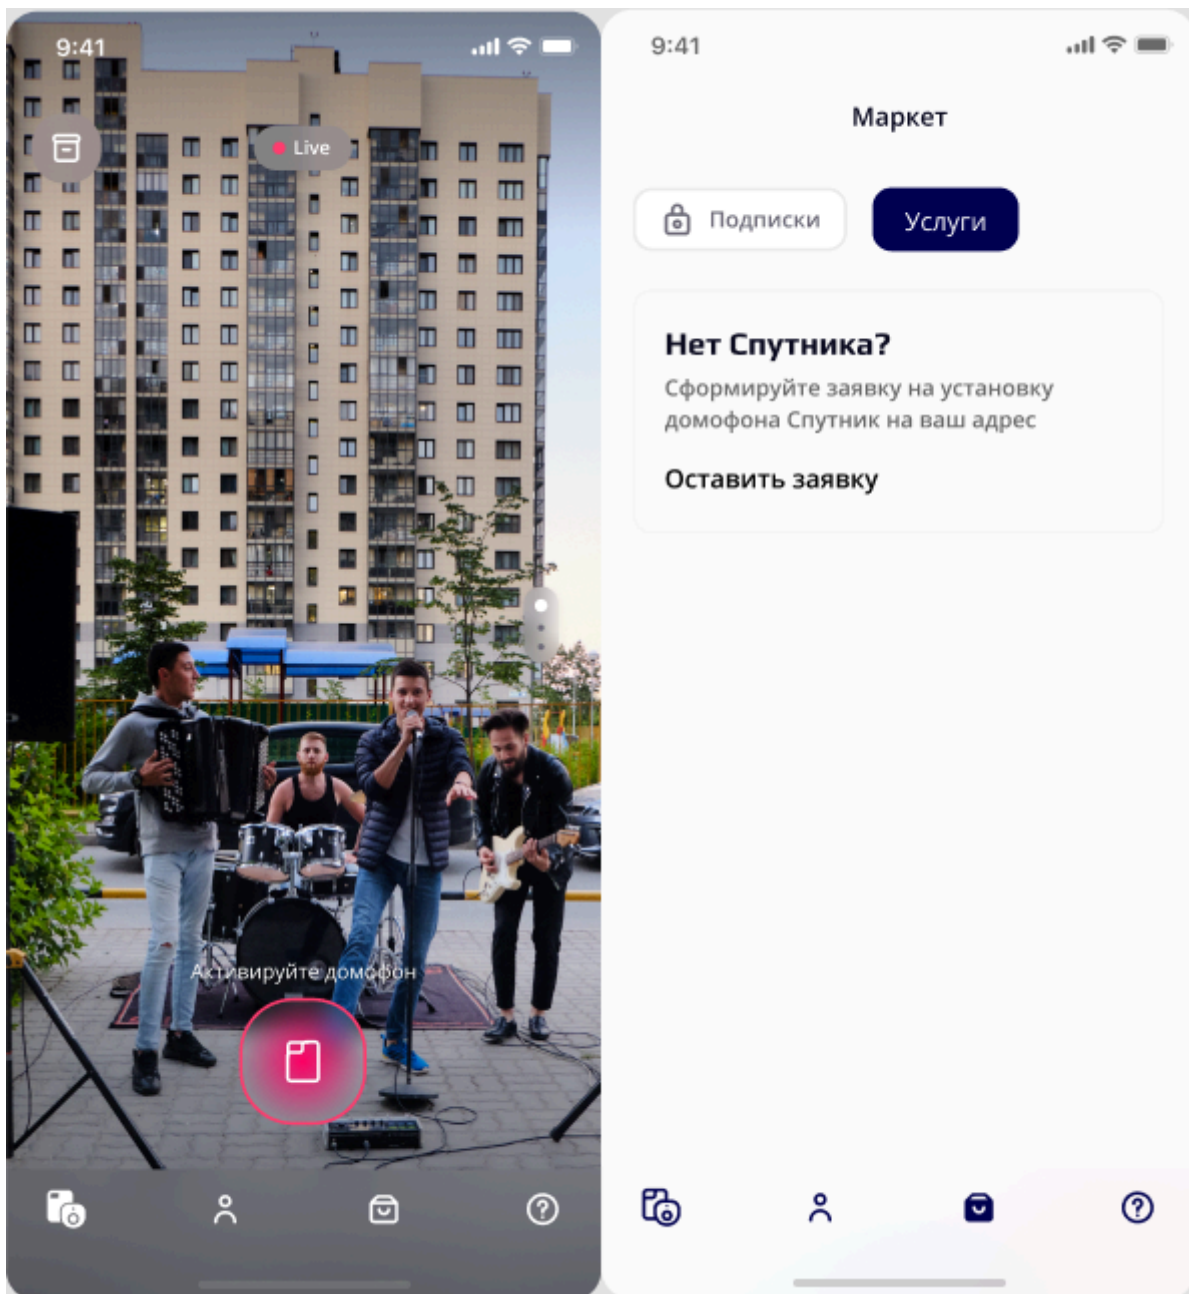 9:41
Live
Активируйте домофон
9:41
Маркет
Подписки
Услуги
Нет Спутника?
Сформируйте заявку на установку
домофона Спутник на ваш адрес
Оставить заявку